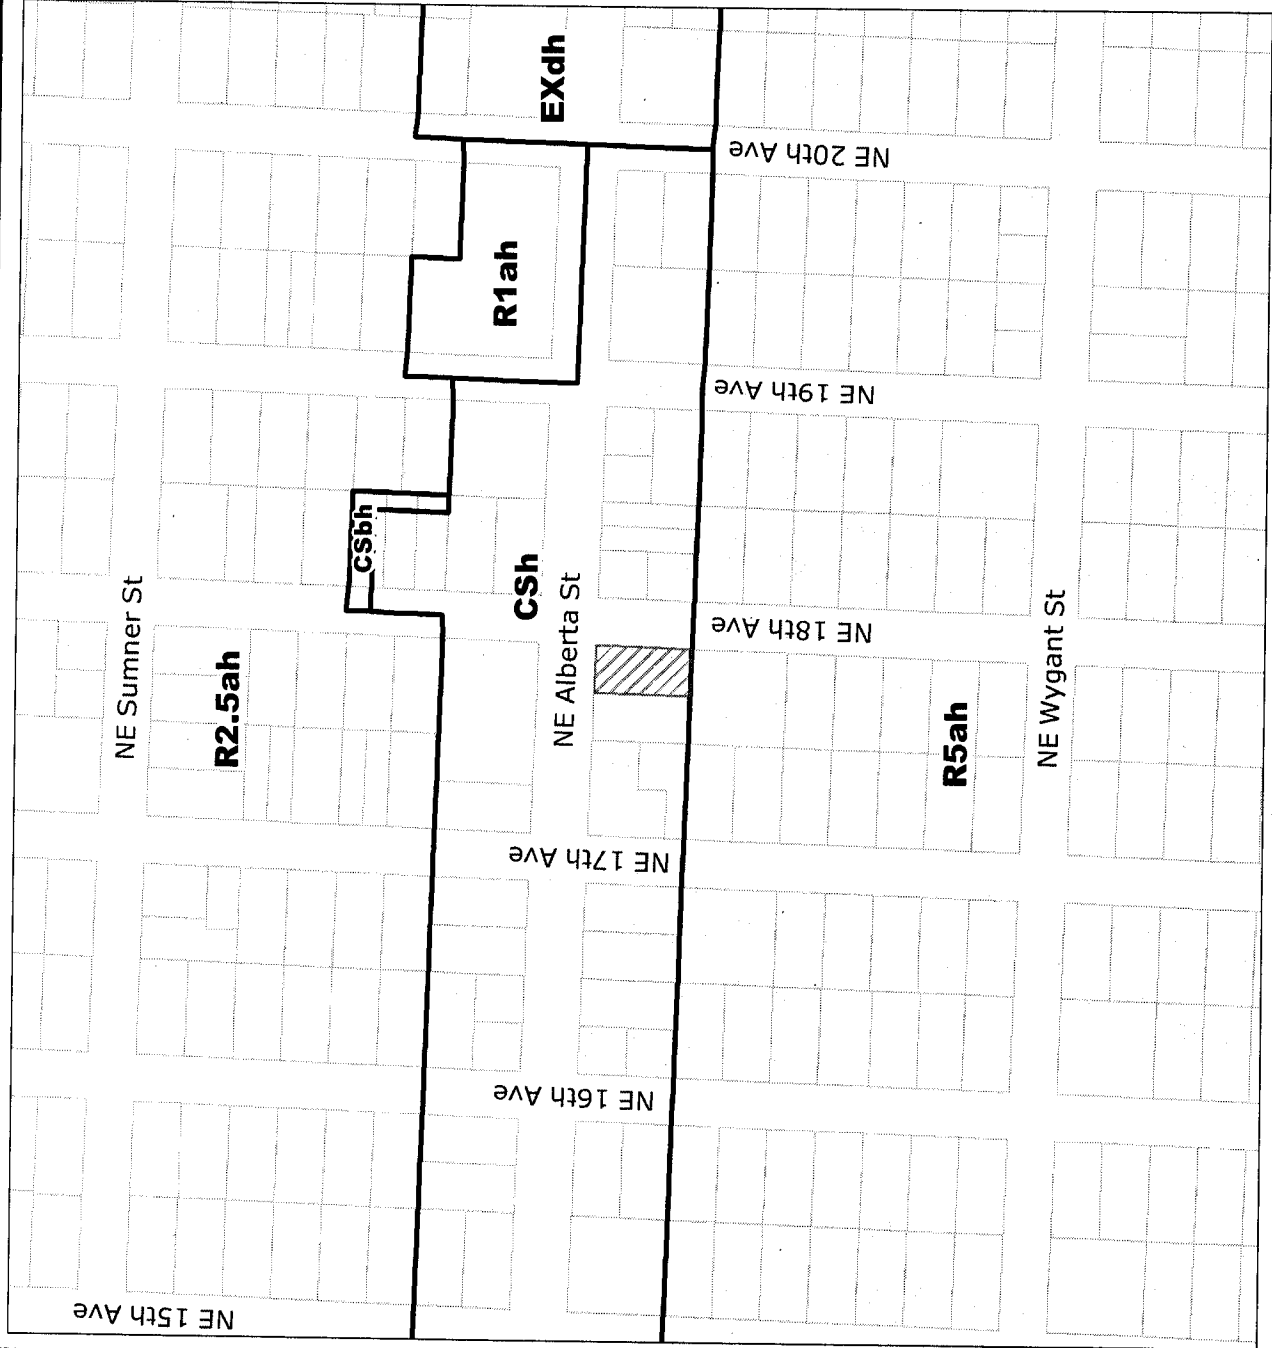 EXdh
NE 20th Ave
R1ah
NE 19th Ave
CSbh
CSh
NE Sumner St
NE Alberta St
NE 18th Ave
NE Wygant St
R2.5ah
R5ah
NE 17th Ave
NE 16th Ave
NE 15th Ave